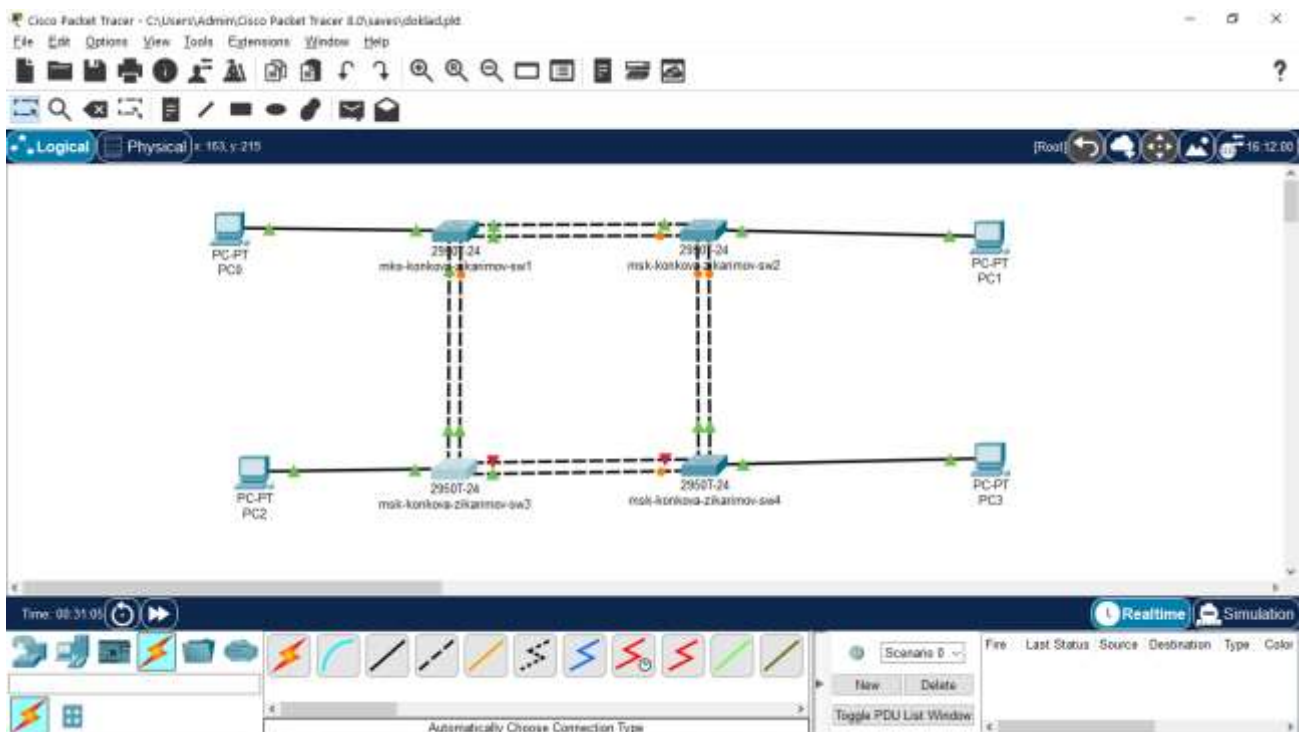 Cisco Packet Tracer - C:\Users\Admin\Cisco Packet Tracer 8.0\saves\doklad.pkt
File Edit Options View Tools Extensions Window Help
?
Logical Physical x: 163, y: 215 [Root] 16:12:00
PC-PT
PC0
2950T-24
mks-konkova-zikarimov-sw1
2950T-24
msk-konkova-zikarimov-sw2
PC-PT
PC1
PC-PT
PC2
2950T-24
msk-konkova-zikarimov-sw3
2950T-24
msk-konkova-zikarimov-sw4
PC-PT
PC3
Time: 00:31:05 Realtime Simulation
Scenario 0
New Delete
Toggle PDU List Window
Fire Last Status Source Destination Type Color
Automatically Choose Connection Type